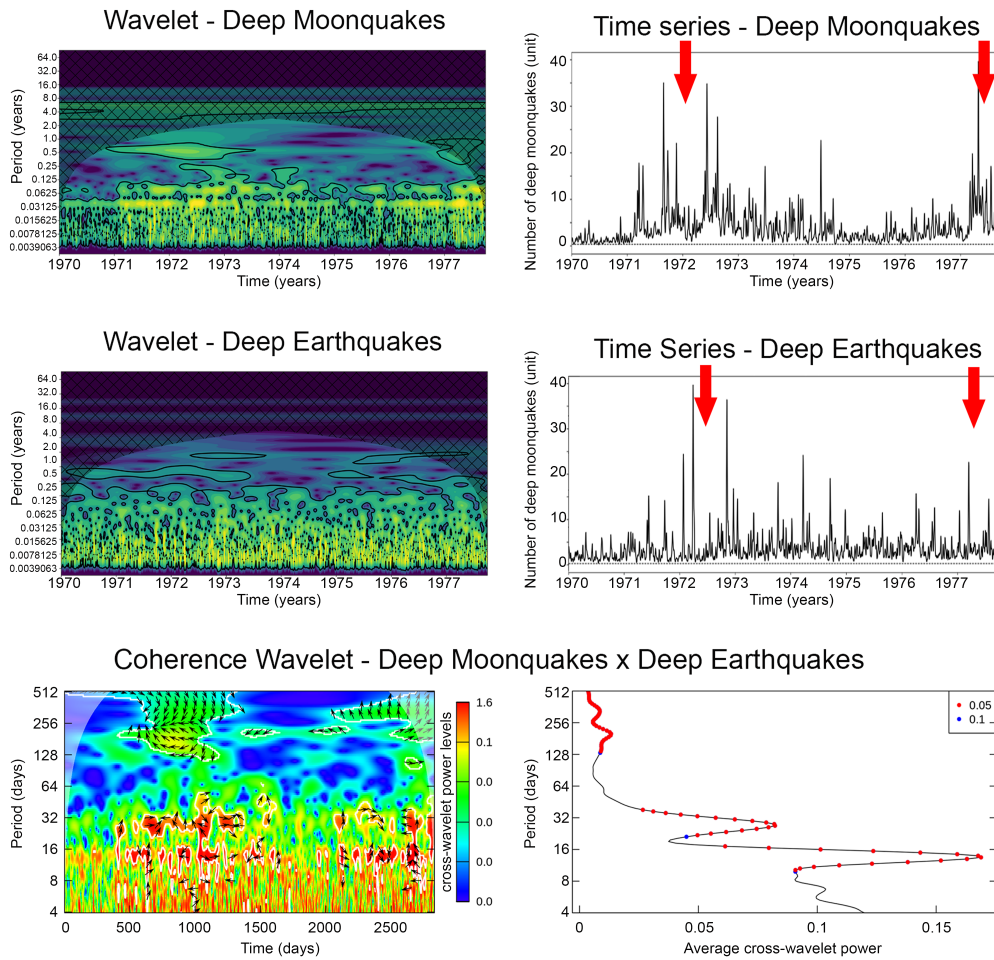 Wavelet - Deep Moonquakes
Period (years)
64.0
32.0
16.0
8.0
4.0
2.0
1.0
0.5
0.25
0.125
0.0625
0.03125
0.015625
0.0078125
0.0039063
1970 1971 1972 1973 1974 1975 1976 1977
Time (years)
Time series - Deep Moonquakes
Number of deep moonquakes (unit)
40
30
20
10
0
1970 1971 1972 1973 1974 1975 1976 1977
Time (years)
Wavelet - Deep Earthquakes
Period (years)
64.0
32.0
16.0
8.0
4.0
2.0
1.0
0.5
0.25
0.125
0.0625
0.03125
0.015625
0.0078125
0.0039063
1970 1971 1972 1973 1974 1975 1976 1977
Time (years)
Time Series - Deep Earthquakes
Number of deep moonquakes (unit)
40
30
20
10
0
1970 1971 1972 1973 1974 1975 1976 1977
Time (years)
Coherence Wavelet - Deep Moonquakes x Deep Earthquakes
Period (days)
512
256
128
64
32
16
8
4
0 500 1000 1500 2000 2500
Time (days)
cross-wavelet power levels
1.6
0.1
0.0
0.0
0.0
0.0
Period (days)
512
256
128
64
32
16
8
4
0.05
0.1
0 0.05 0.1 0.15
Average cross-wavelet power